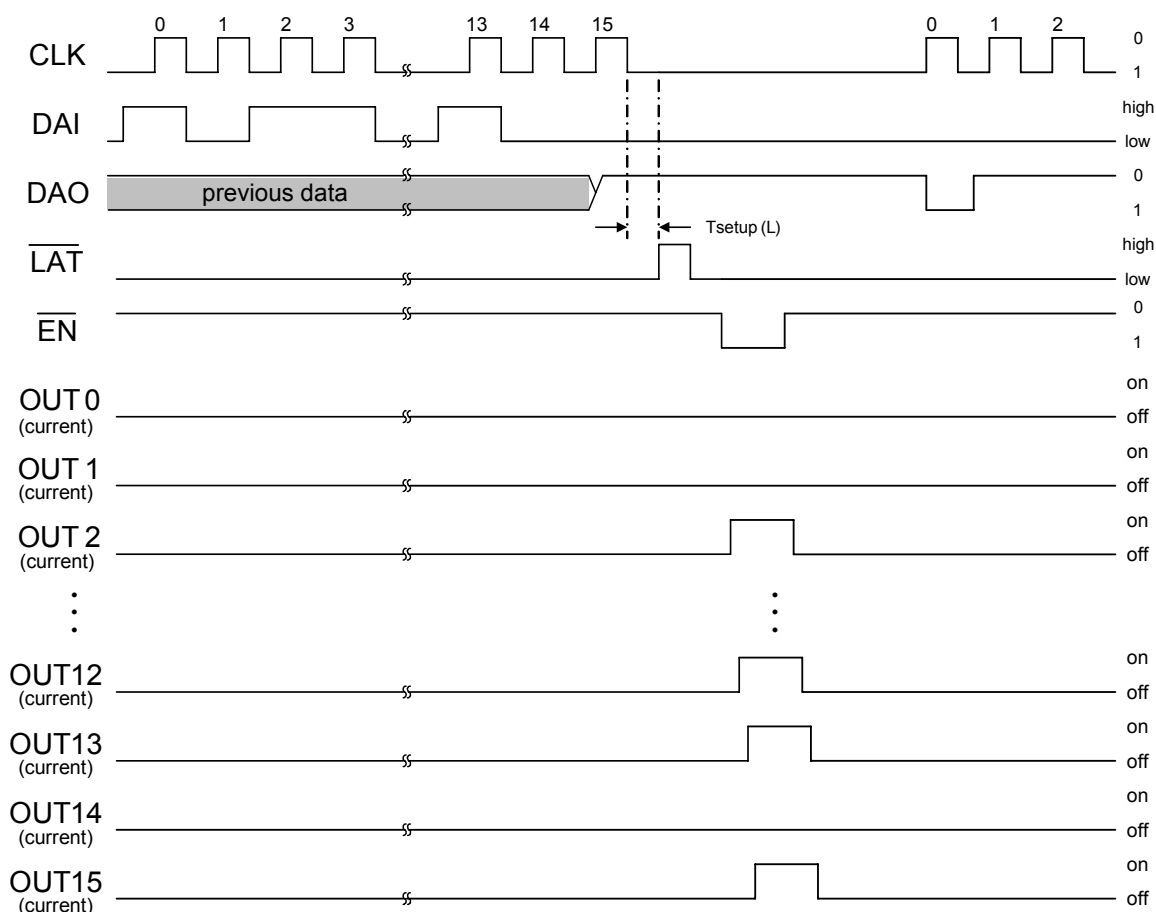 0 1 2 3 13 14 15 0 1 2
CLK
0
1
DAI
high
low
DAO
previous data
0
1
Tsetup (L)
LAT
high
low
EN
0
1
OUT 0
(current)
on
off
OUT 1
(current)
on
off
OUT 2
(current)
on
off
OUT12
(current)
on
off
OUT13
(current)
on
off
OUT14
(current)
on
off
OUT15
(current)
on
off